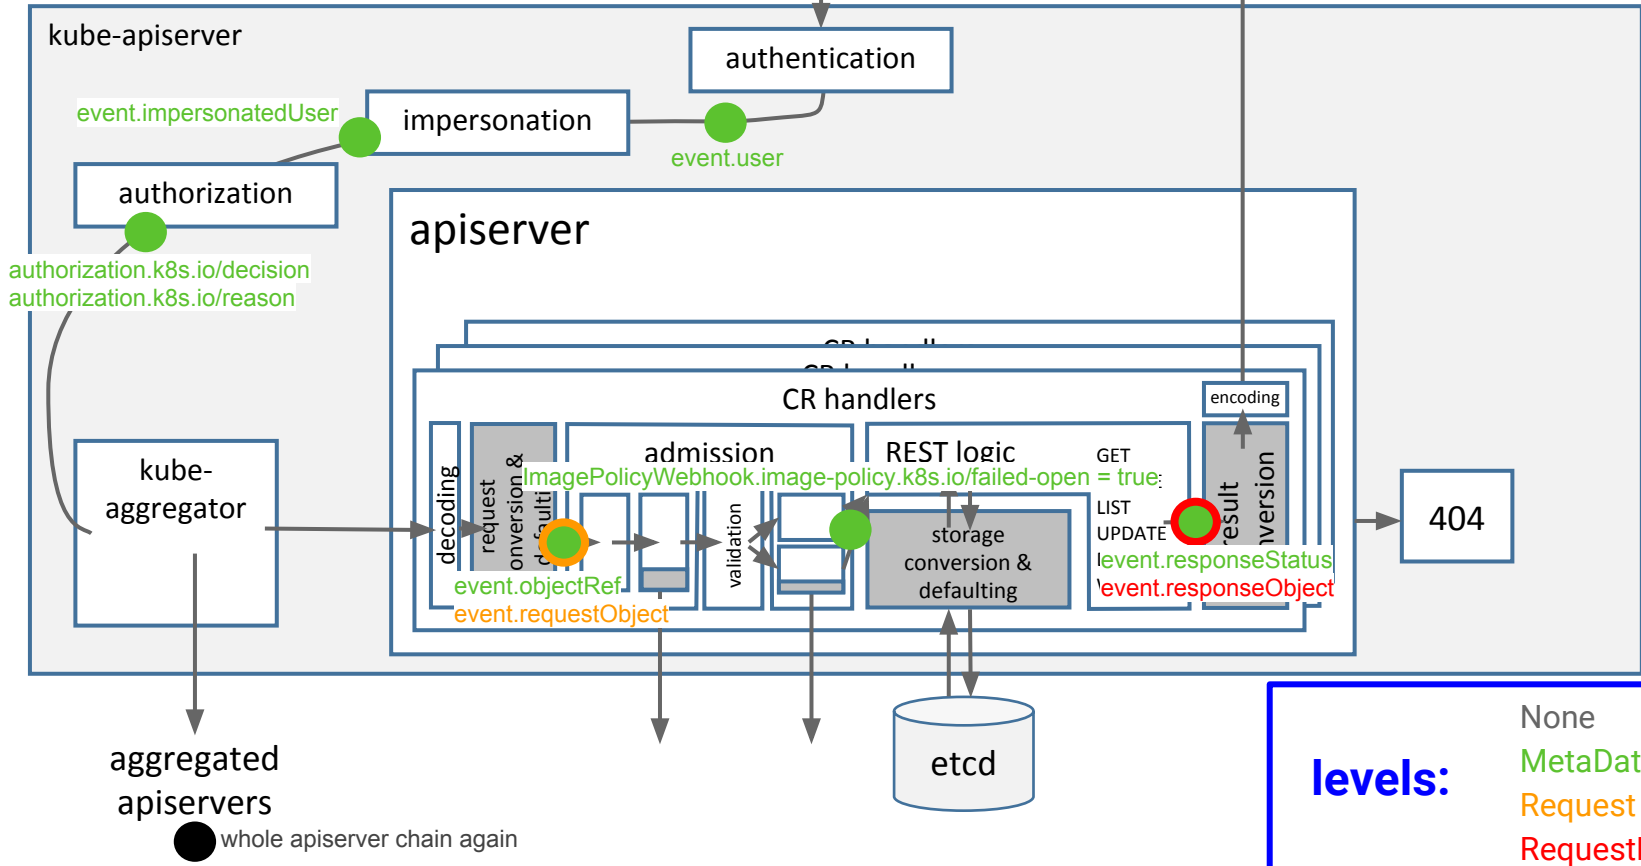 kube-apiserver
authentication
event.impersonatedUser
impersonation
event.user
authorization
authorization.k8s.io/decision
authorization.k8s.io/reason
apiserver
CR handlers
encoding
kube-
aggregator
decoding
request
admission
REST logic
GET
ImagePolicyWebhook.image-policy.k8s.io/failed-open = true
LIST
UPDATE
validation
storage
conversion &
defaulting
result
event.objectRef
event.requestObject
event.responseStatus
event.responseObject
404
aggregated
apiservers
whole apiserver chain again
etcd
levels:
None
Request